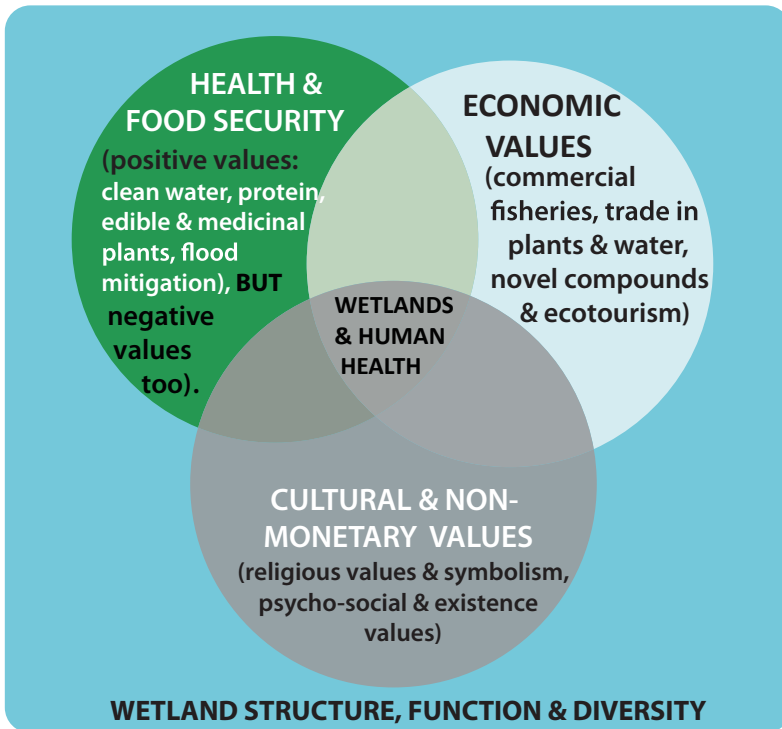 HEALTH &
FOOD SECURITY
(positive values:
clean water, protein,
edible & medicinal
plants, flood
mitigation), BUT
negative
values
too).
ECONOMIC
VALUES
(commercial
fisheries, trade in
plants & water,
novel compounds
& ecotourism)
WETLANDS
& HUMAN
HEALTH
CULTURAL & NON-
MONETARY VALUES
(religious values & symbolism,
psycho-social & existence
values)
WETLAND STRUCTURE, FUNCTION & DIVERSITY